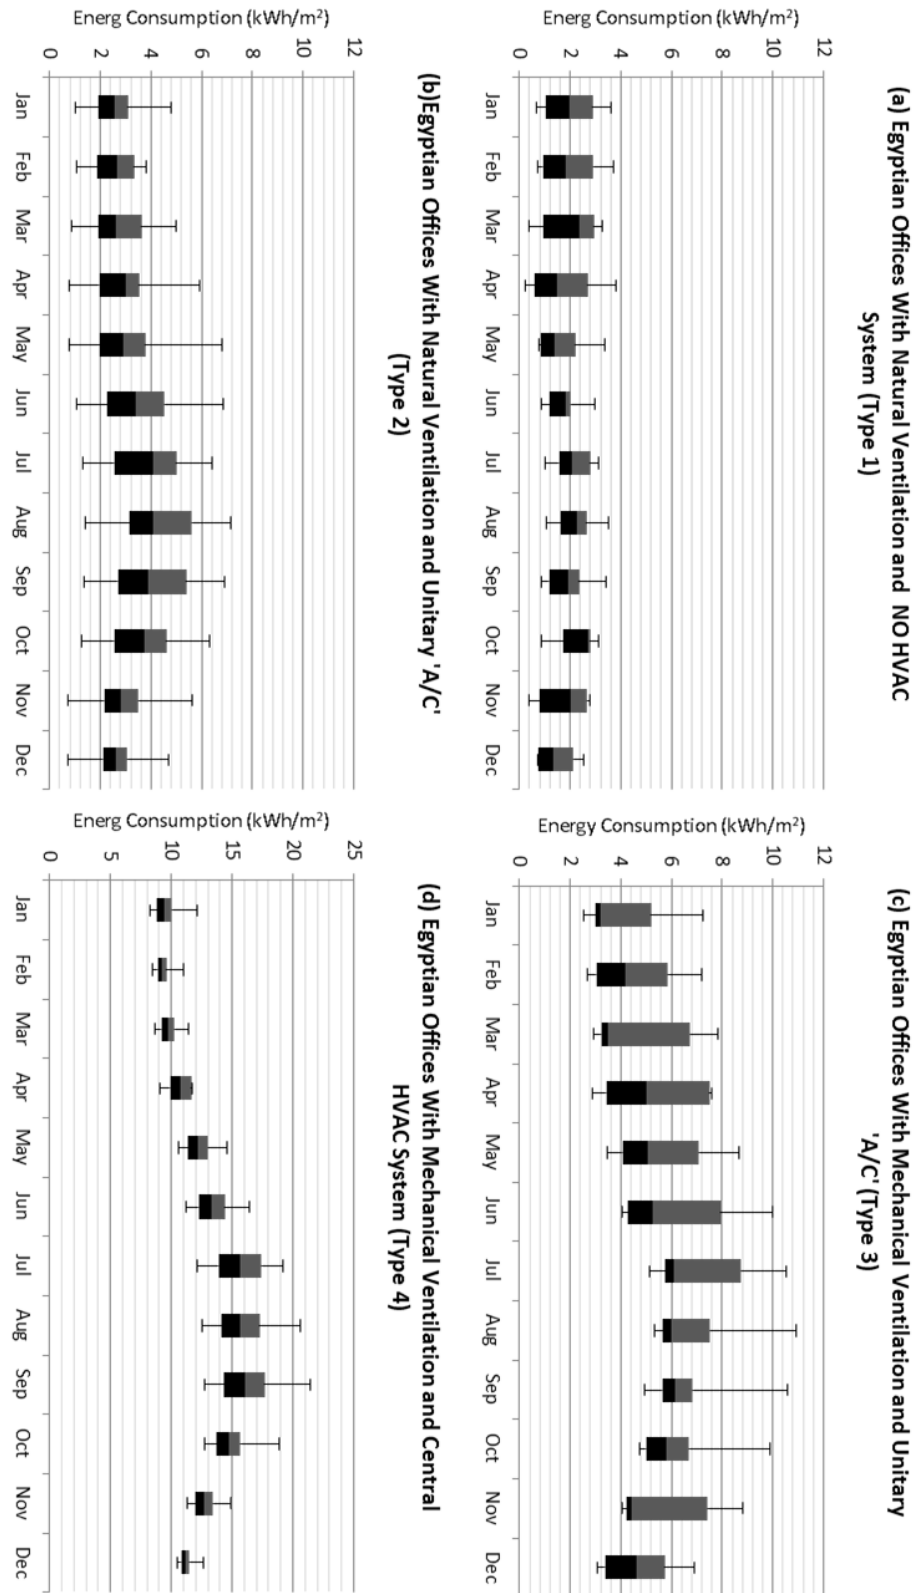 (a) Egyptian Offices With Natural Ventilation and NO HVAC
System (Type 1)
Energ Consumption (kWh/m²)
12
10
8
6
4
2
0
Jan Feb Mar Apr May Jun Jul Aug Sep Oct Nov Dec
(c) Egyptian Offices With Mechanical Ventilation and Unitary
'A/C' (Type 3)
Energy Consumption (kWh/m²)
12
10
8
6
4
2
0
Jan Feb Mar Apr May Jun Jul Aug Sep Oct Nov Dec
(b)Egyptian Offices With Natural Ventilation and Unitary 'A/C'
(Type 2)
Energ Consumption (kWh/m²)
12
10
8
6
4
2
0
Jan Feb Mar Apr May Jun Jul Aug Sep Oct Nov Dec
(d) Egyptian Offices With Mechanical Ventilation and Central
HVAC System (Type 4)
Energ Consumption (kWh/m²)
25
20
15
10
5
0
Jan Feb Mar Apr May Jun Jul Aug Sep Oct Nov Dec